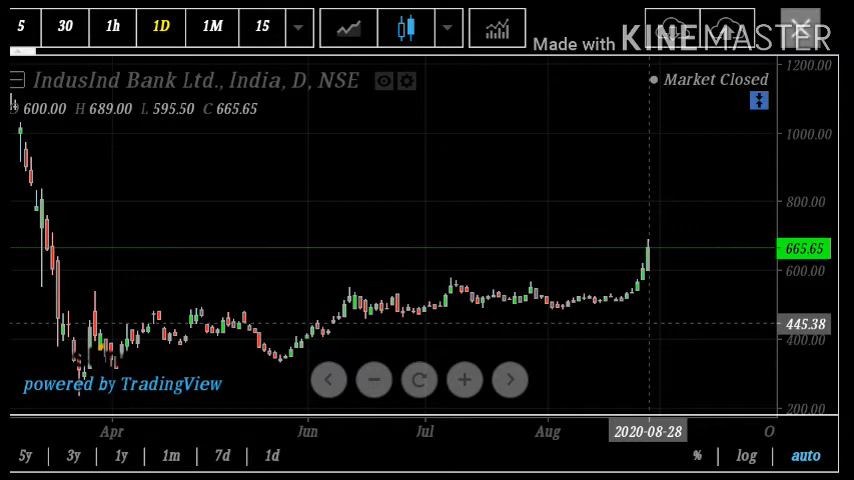 5 30 1h 1D 1M 15
Made with KINEMASTER
IndusInd Bank Ltd., India, D, NSE
Market Closed
600.00 H 689.00 L 595.50 C 665.65
1200.00
1000.00
800.00
665.65
600.00
445.38
400.00
200.00
powered by TradingView
Apr Jun Jul Aug 2020-08-28 O
5y 3y 1y 1m 7d 1d % log auto